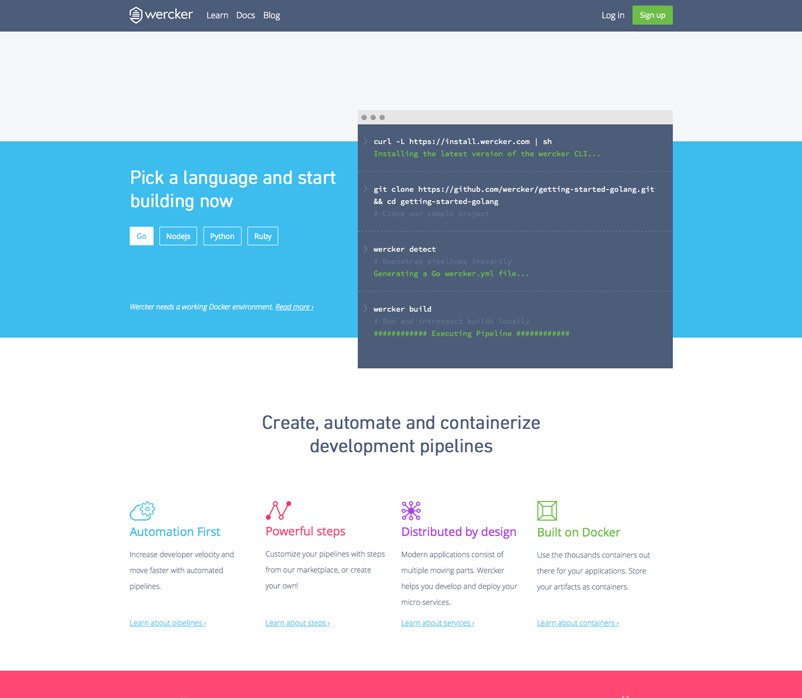 wercker Learn Docs Blog Log in Sign up
Pick a language and start
building now
Go Nodejs Python Ruby
Wercker needs a working Docker environment. Read more ›
curl -L https://install.wercker.com | sh
Installing the latest version of the wercker CLI...
git clone https://github.com/wercker/getting-started-golang.git
&& cd getting-started-golang
# Clone our sample project
wercker detect
# Bootstrap pipelines instantly
Generating a Go wercker.yml file...
wercker build
# Run and introspect builds locally
############ Executing Pipeline ############
Create, automate and containerize
development pipelines
Automation First
Increase developer velocity and
move faster with automated
pipelines.
Learn about pipelines ›
Powerful steps
Customize your pipelines with steps
from our marketplace, or create
your own!
Learn about steps ›
Distributed by design
Modern applications consist of
multiple moving parts. Wercker
helps you develop and deploy your
micro-services.
Learn about services ›
Built on Docker
Use the thousands containers out
there for your applications. Store
your artifacts as containers.
Learn about containers ›